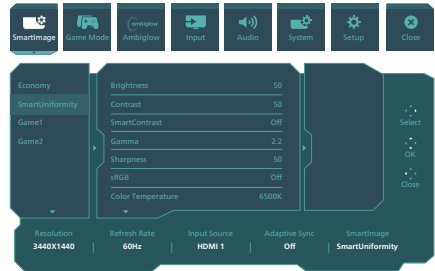 ambiglow
SmartImage Game Mode Ambiglow Input Audio System Setup Close
Economy
SmartUniformity
Game1
Game2
Brightness 50
Contrast 50
SmartContrast Off
Gamma 2.2
Sharpness 50
sRGB Off
Color Temperature 6500K
Select
OK
Close
Resolution Refresh Rate Input Source Adaptive Sync SmartImage
3440X1440 | 60Hz | HDMI 1 | Off | SmartUniformity